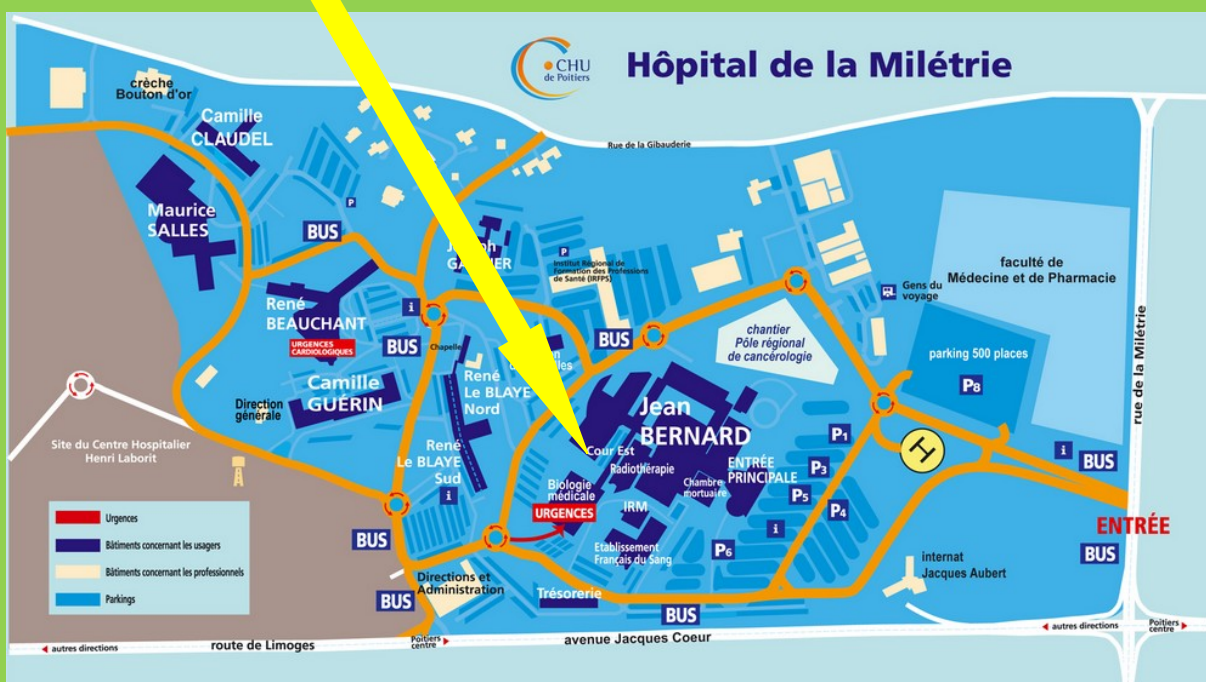 CHU
de Poitiers
Hôpital de la Milétrie
crèche
Bouton d'or
Camille
CLAUDEL
Maurice
SALLES
P
BUS
Rue de la Gibauderie
P
Institut Régional de
Formation des Professions
de Santé (IRFPS)
René
BEAUCHANT
URGENCES
CARDIOLOGIQUES
i
BUS
Chapelle
BUS
Gens du
voyage
faculté de
Médecine et de Pharmacie
rue de la Milétrie
chantier
Pôle régional
de cancérologie
parking 500 places
P8
Camille
GUÉRIN
Direction
générale
René
Le BLAYE
Nord
René
Le BLAYE
Sud
i
Site du Centre Hospitalier
Henri Laborit
Jean
BERNARD
Cour Est
Radiothérapie
ENTRÉE
PRINCIPALE
Chambre
mortuaire
Biologie
médicale
URGENCES
IRM
Etablissement
Français du Sang
P1
P3
P5
P4
i
P6
H
i
BUS
ENTRÉE
BUS
internat
Jacques Aubert
BUS
Directions et
Administration
BUS
Trésorerie
BUS
Urgences
Bâtiments concernant les usagers
Bâtiments concernant les professionnels
Parkings
autres directions
route de Limoges
Poitiers
centre
avenue Jacques Coeur
autres directions
Poitiers
centre